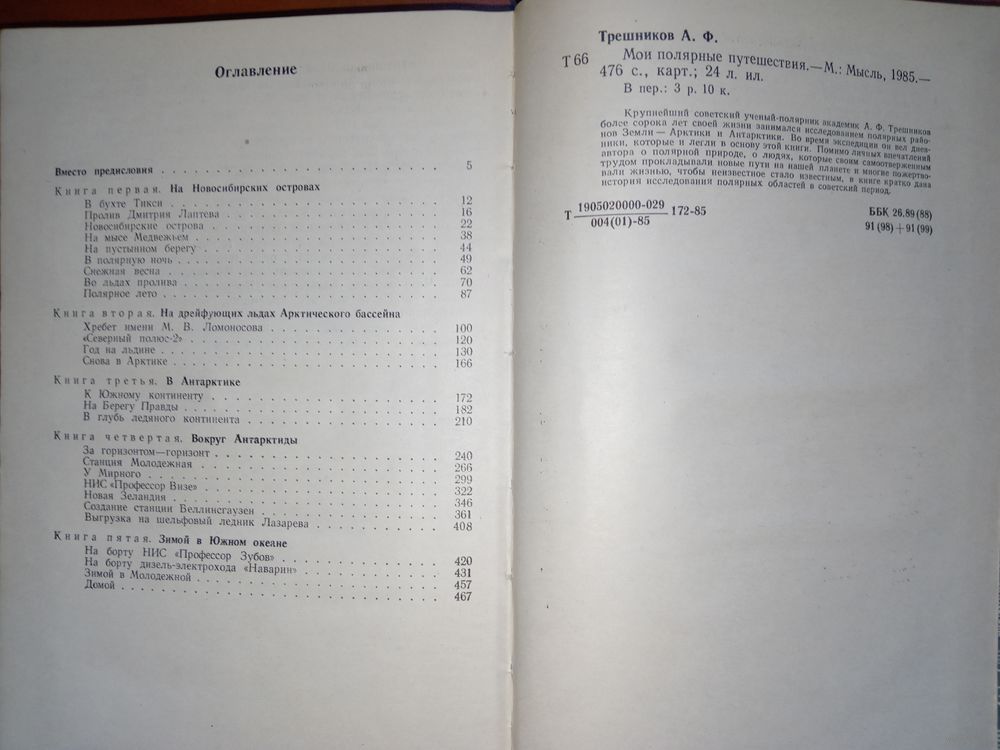 Оглавление
Вместо предисловия . . . . . . . . . . . . . . . . . . . . 5
Книга первая. На Новосибирских островах
В бухте Тикси . . . . . . . . . . . . . . . . . . . . 12
Пролив Дмитрия Лаптева . . . . . . . . . . . . . . . . 16
Новосибирские острова . . . . . . . . . . . . . . . . . 22
На мысе Медвежьем . . . . . . . . . . . . . . . . . . 38
На пустынном берегу . . . . . . . . . . . . . . . . . 44
В полярную ночь . . . . . . . . . . . . . . . . . . . 49
Снежная весна . . . . . . . . . . . . . . . . . . . . 62
Во льдах пролива . . . . . . . . . . . . . . . . . . . 70
Полярное лето . . . . . . . . . . . . . . . . . . . . 87
Книга вторая. На дрейфующих льдах Арктического бассейна
Хребет имени М. В. Ломоносова . . . . . . . . . . . . 100
«Северный полюс-2» . . . . . . . . . . . . . . . . . . 120
Год на льдине . . . . . . . . . . . . . . . . . . . . 130
Снова в Арктике . . . . . . . . . . . . . . . . . . . 166
Книга третья. В Антарктике
К Южному континенту . . . . . . . . . . . . . . . . . 172
На Берегу Правды . . . . . . . . . . . . . . . . . . . 182
В глубь ледяного континента . . . . . . . . . . . . . . 210
Книга четвертая. Вокруг Антарктиды
За горизонтом—горизонт . . . . . . . . . . . . . . . . 240
Станция Молодежная . . . . . . . . . . . . . . . . . . 266
У Мирного . . . . . . . . . . . . . . . . . . . . . . 299
НИС «Профессор Визе» . . . . . . . . . . . . . . . . . 322
Новая Зеландия . . . . . . . . . . . . . . . . . . . . 346
Создание станции Беллинсгаузен . . . . . . . . . . . . 361
Выгрузка на шельфовый ледник Лазарева . . . . . . . . . 408
Книга пятая. Зимой в Южном океане
На борту НИС «Профессор Зубов» . . . . . . . . . . . . 420
На борту дизель-электрохода «Наварин» . . . . . . . . . 431
Зимой в Молодежной . . . . . . . . . . . . . . . . . . 457
Домой . . . . . . . . . . . . . . . . . . . . . . . . 467
Трешников А. Ф.
Т 66 Мои полярные путешествия.—М.: Мысль, 1985.—
476 с., карт.; 24 л. ил.
В пер.: 3 р. 10 к.
Крупнейший советский ученый-полярник академик А. Ф. Трешников
более сорока лет своей жизни занимался исследованием полярных райо-
нов Земли — Арктики и Антарктики. Во время экспедиций он вел днев-
ники, которые и легли в основу этой книги. Помимо личных впечатлений
автора о полярной природе, о людях, которые своим самоотверженным
трудом прокладывали новые пути на нашей планете и многие пожертво-
вали жизнью, чтобы неизвестное стало известным, в книге кратко дана
история исследования полярных областей в советский период.
Т 1905020000-029 172-85
004(01)-85
ББК 26.89(88)
91(98)+91(99)